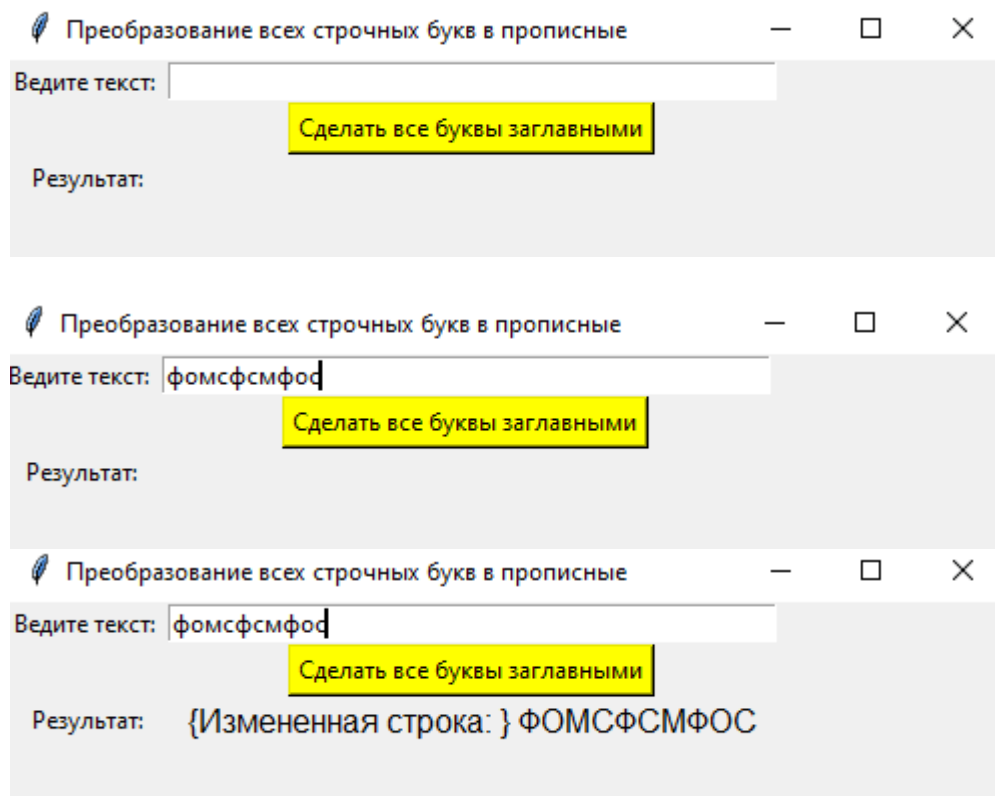 Преобразование всех строчных букв в прописные
Ведите текст:
Сделать все буквы заглавными
Результат:
Преобразование всех строчных букв в прописные
Ведите текст: фомсфсмфос
Сделать все буквы заглавными
Результат:
Преобразование всех строчных букв в прописные
Ведите текст: фомсфсмфос
Сделать все буквы заглавными
Результат: {Измененная строка: } ФОМСФСМФОС